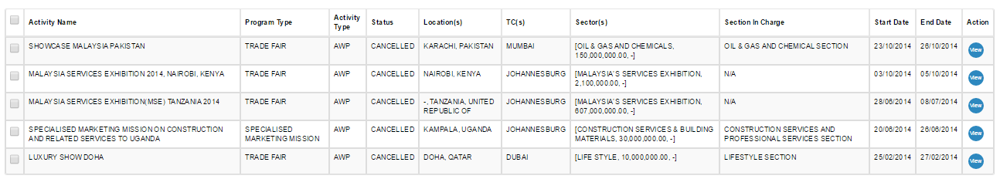 Activity Name Program Type Activity Type Status Location(s) TC(s) Sector(s) Section In Charge Start Date End Date Action
SHOWCASE MALAYSIA PAKISTAN TRADE FAIR AWP CANCELLED KARACHI, PAKISTAN MUMBAI [OIL & GAS AND CHEMICALS, 150,000,000.00, -] OIL & GAS AND CHEMICAL SECTION 23/10/2014 26/10/2014 View
MALAYSIA SERVICES EXHIBITION 2014, NAIROBI, KENYA TRADE FAIR AWP CANCELLED NAIROBI, KENYA JOHANNESBURG [MALAYSIA'S SERVICES EXHIBITION, 2,100,000.00, -] N/A 03/10/2014 05/10/2014 View
MALAYSIA SERVICES EXHIBITION(MSE) TANZANIA 2014 TRADE FAIR AWP CANCELLED -, TANZANIA, UNITED REPUBLIC OF JOHANNESBURG [MALAYSIA'S SERVICES EXHIBITION, 607,000,000.00, -] N/A 28/06/2014 08/07/2014 View
SPECIALISED MARKETING MISSION ON CONSTRUCTION AND RELATED SERVICES TO UGANDA SPECIALISED MARKETING MISSION AWP CANCELLED KAMPALA, UGANDA JOHANNESBURG [CONSTRUCTION SERVICES & BUILDING MATERIALS, 30,000,000.00, -] CONSTRUCTION SERVICES AND PROFESSIONAL SERVICES SECTION 20/06/2014 26/06/2014 View
LUXURY SHOW DOHA TRADE FAIR AWP CANCELLED DOHA, QATAR DUBAI [LIFE STYLE, 10,000,000.00, -] LIFESTYLE SECTION 25/02/2014 27/02/2014 View